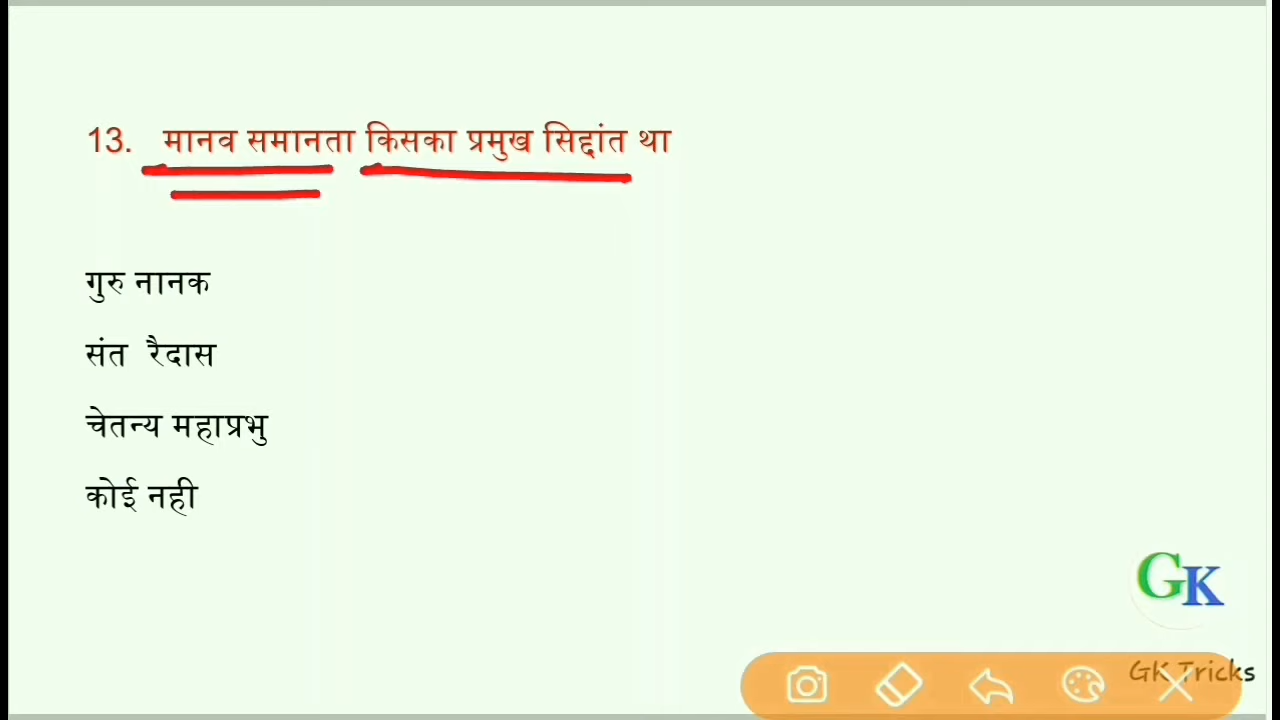 13. मानव समानता किसका प्रमुख सिद्दांत था
गुरु नानक
संत रैदास
चेतन्य महाप्रभु
कोई नही
GK
GK Tricks